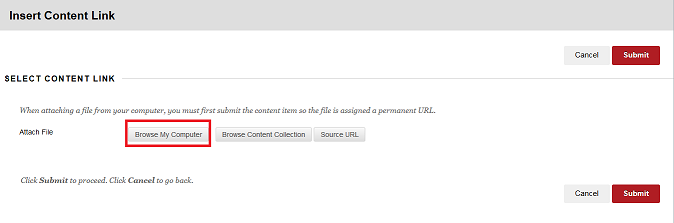 Insert Content Link
Cancel Submit
SELECT CONTENT LINK
When attaching a file from your computer, you must first submit the content item so the file is assigned a permanent URL.
Attach File Browse My Computer Browse Content Collection Source URL
Click Submit to proceed. Click Cancel to go back.
Cancel Submit